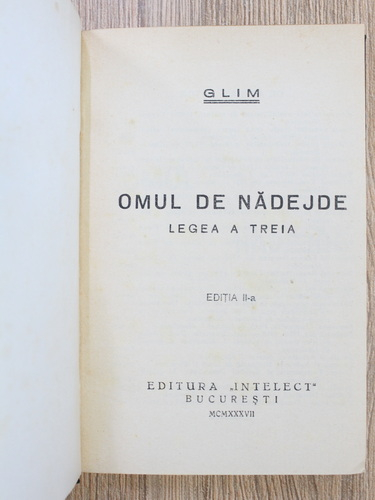 GLIM
OMUL DE NĂDEJDE
LEGEA A TREIA
EDIȚIA II-a
EDITURA „INTELECT“
BUCUREȘTI
MCMXXXVII